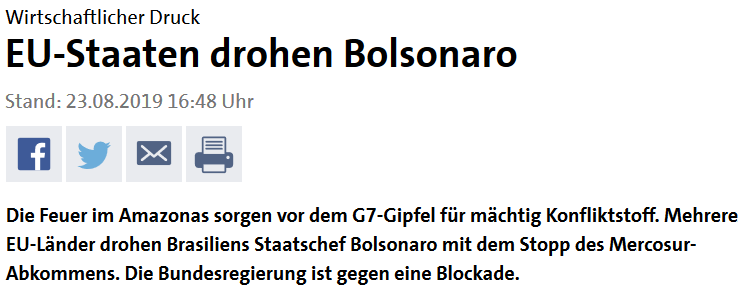 Wirtschaftlicher Druck
EU-Staaten drohen Bolsonaro
Stand: 23.08.2019 16:48 Uhr
Die Feuer im Amazonas sorgen vor dem G7-Gipfel für mächtig Konfliktstoff. Mehrere
EU-Länder drohen Brasiliens Staatschef Bolsonaro mit dem Stopp des Mercosur-
Abkommens. Die Bundesregierung ist gegen eine Blockade.